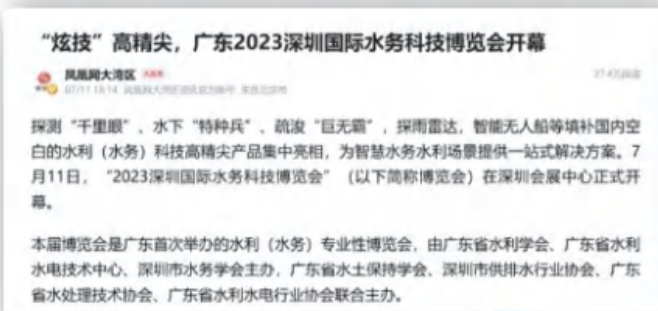 “炫技”高精尖，广东2023深圳国际水务科技博览会开幕
凤凰网大湾区
07/11 18:14
探测“千里眼”、水下“特种兵”、疏浚“巨无霸”，探雨雷达，智能无人船等填补国内空
白的水利（水务）科技高精尖产品集中亮相，为智慧水务水利场景提供一站式解决方案。7
月11日，“2023深圳国际水务科技博览会”（以下简称博览会）在深圳会展中心正式开
幕。
本届博览会是广东首次举办的水利（水务）专业性博览会，由广东省水利学会、广东省水利
水电技术中心、深圳市水务学会主办，广东省水土保持学会、深圳市供排水行业协会、广东
省水处理技术协会、广东省水利水电行业协会联合主办。